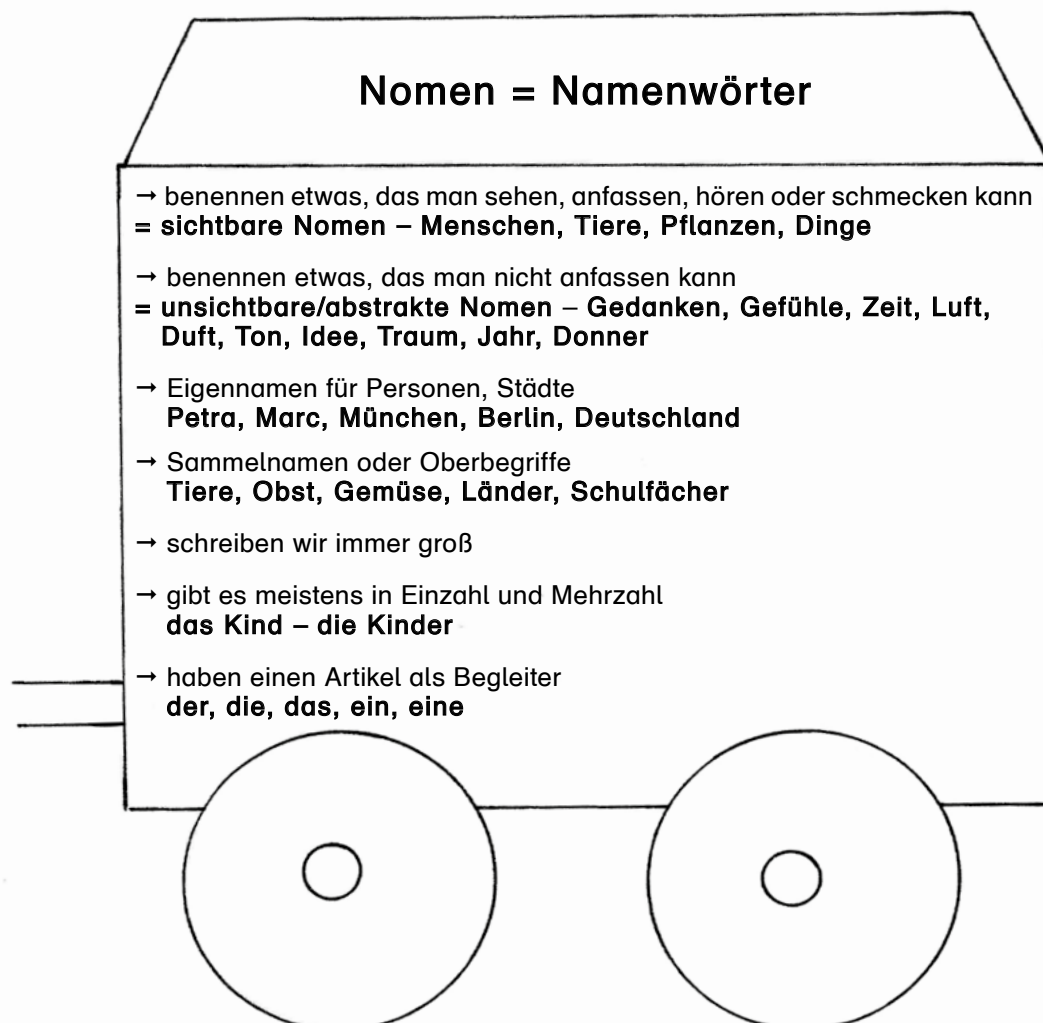 Nomen = Namenwörter
→ benennen etwas, das man sehen, anfassen, hören oder schmecken kann
= sichtbare Nomen – Menschen, Tiere, Pflanzen, Dinge
→ benennen etwas, das man nicht anfassen kann
= unsichtbare/abstrakte Nomen – Gedanken, Gefühle, Zeit, Luft,
Duft, Ton, Idee, Traum, Jahr, Donner
→ Eigennamen für Personen, Städte
Petra, Marc, München, Berlin, Deutschland
→ Sammelnamen oder Oberbegriffe
Tiere, Obst, Gemüse, Länder, Schulfächer
→ schreiben wir immer groß
→ gibt es meistens in Einzahl und Mehrzahl
das Kind – die Kinder
→ haben einen Artikel als Begleiter
der, die, das, ein, eine